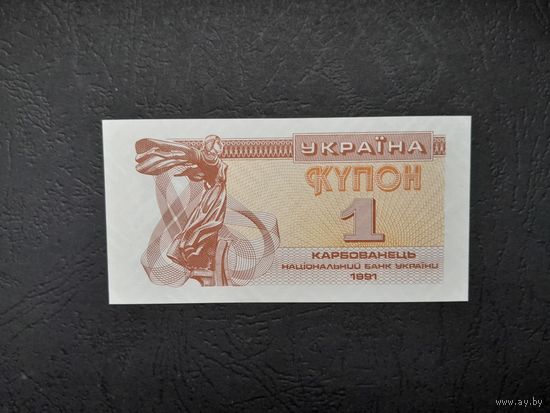 УКРАЇНА
КУПОН
1
КАРБОВАНЕЦЬ
НАЦІОНАЛЬНИЙ БАНК УКРАЇНИ
1991
www.ay.by